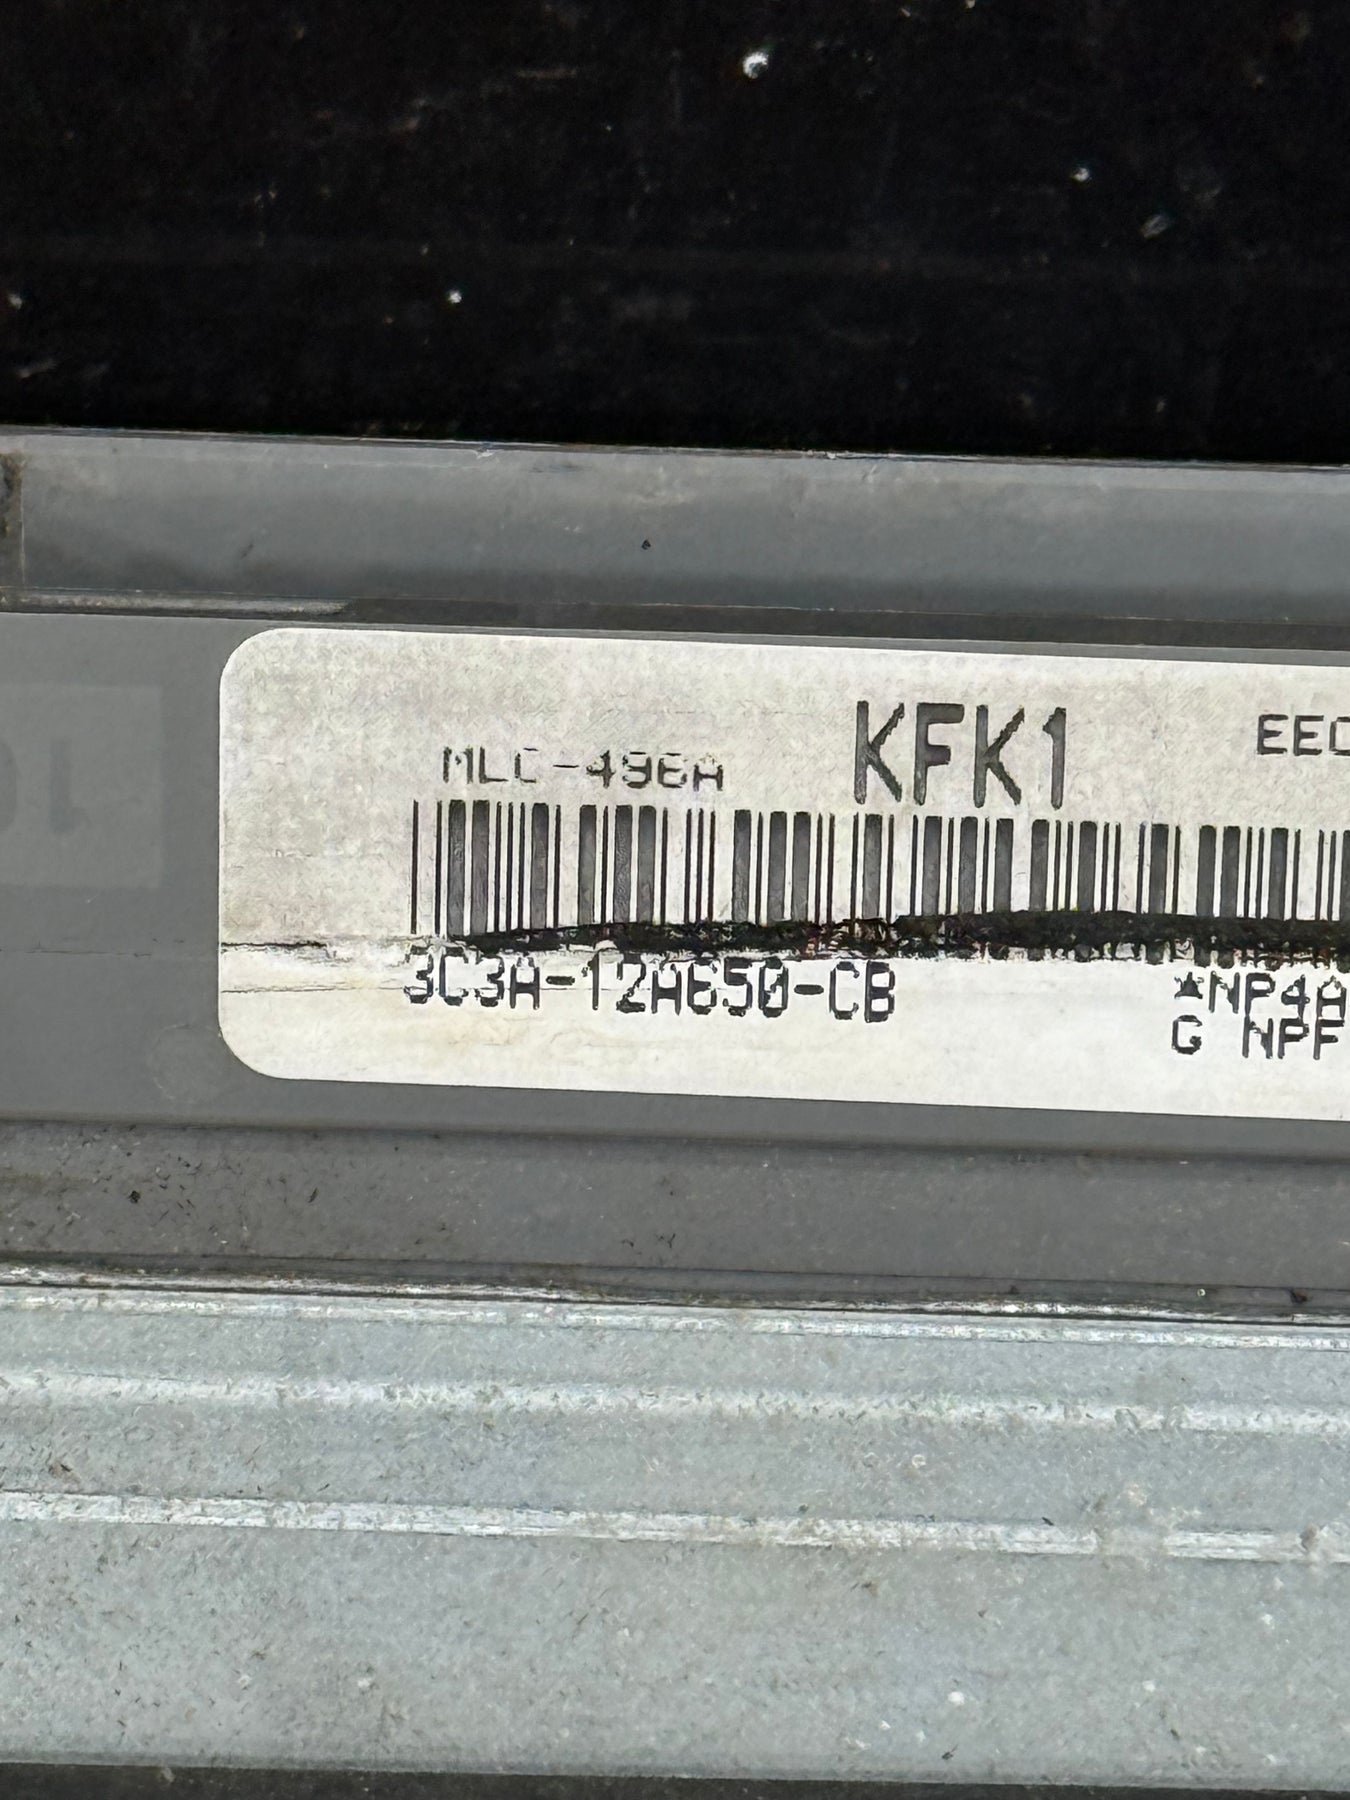 MLC-496A
KFK1
EEC
3C3A-12A650-CB
*NP4A
G NPF